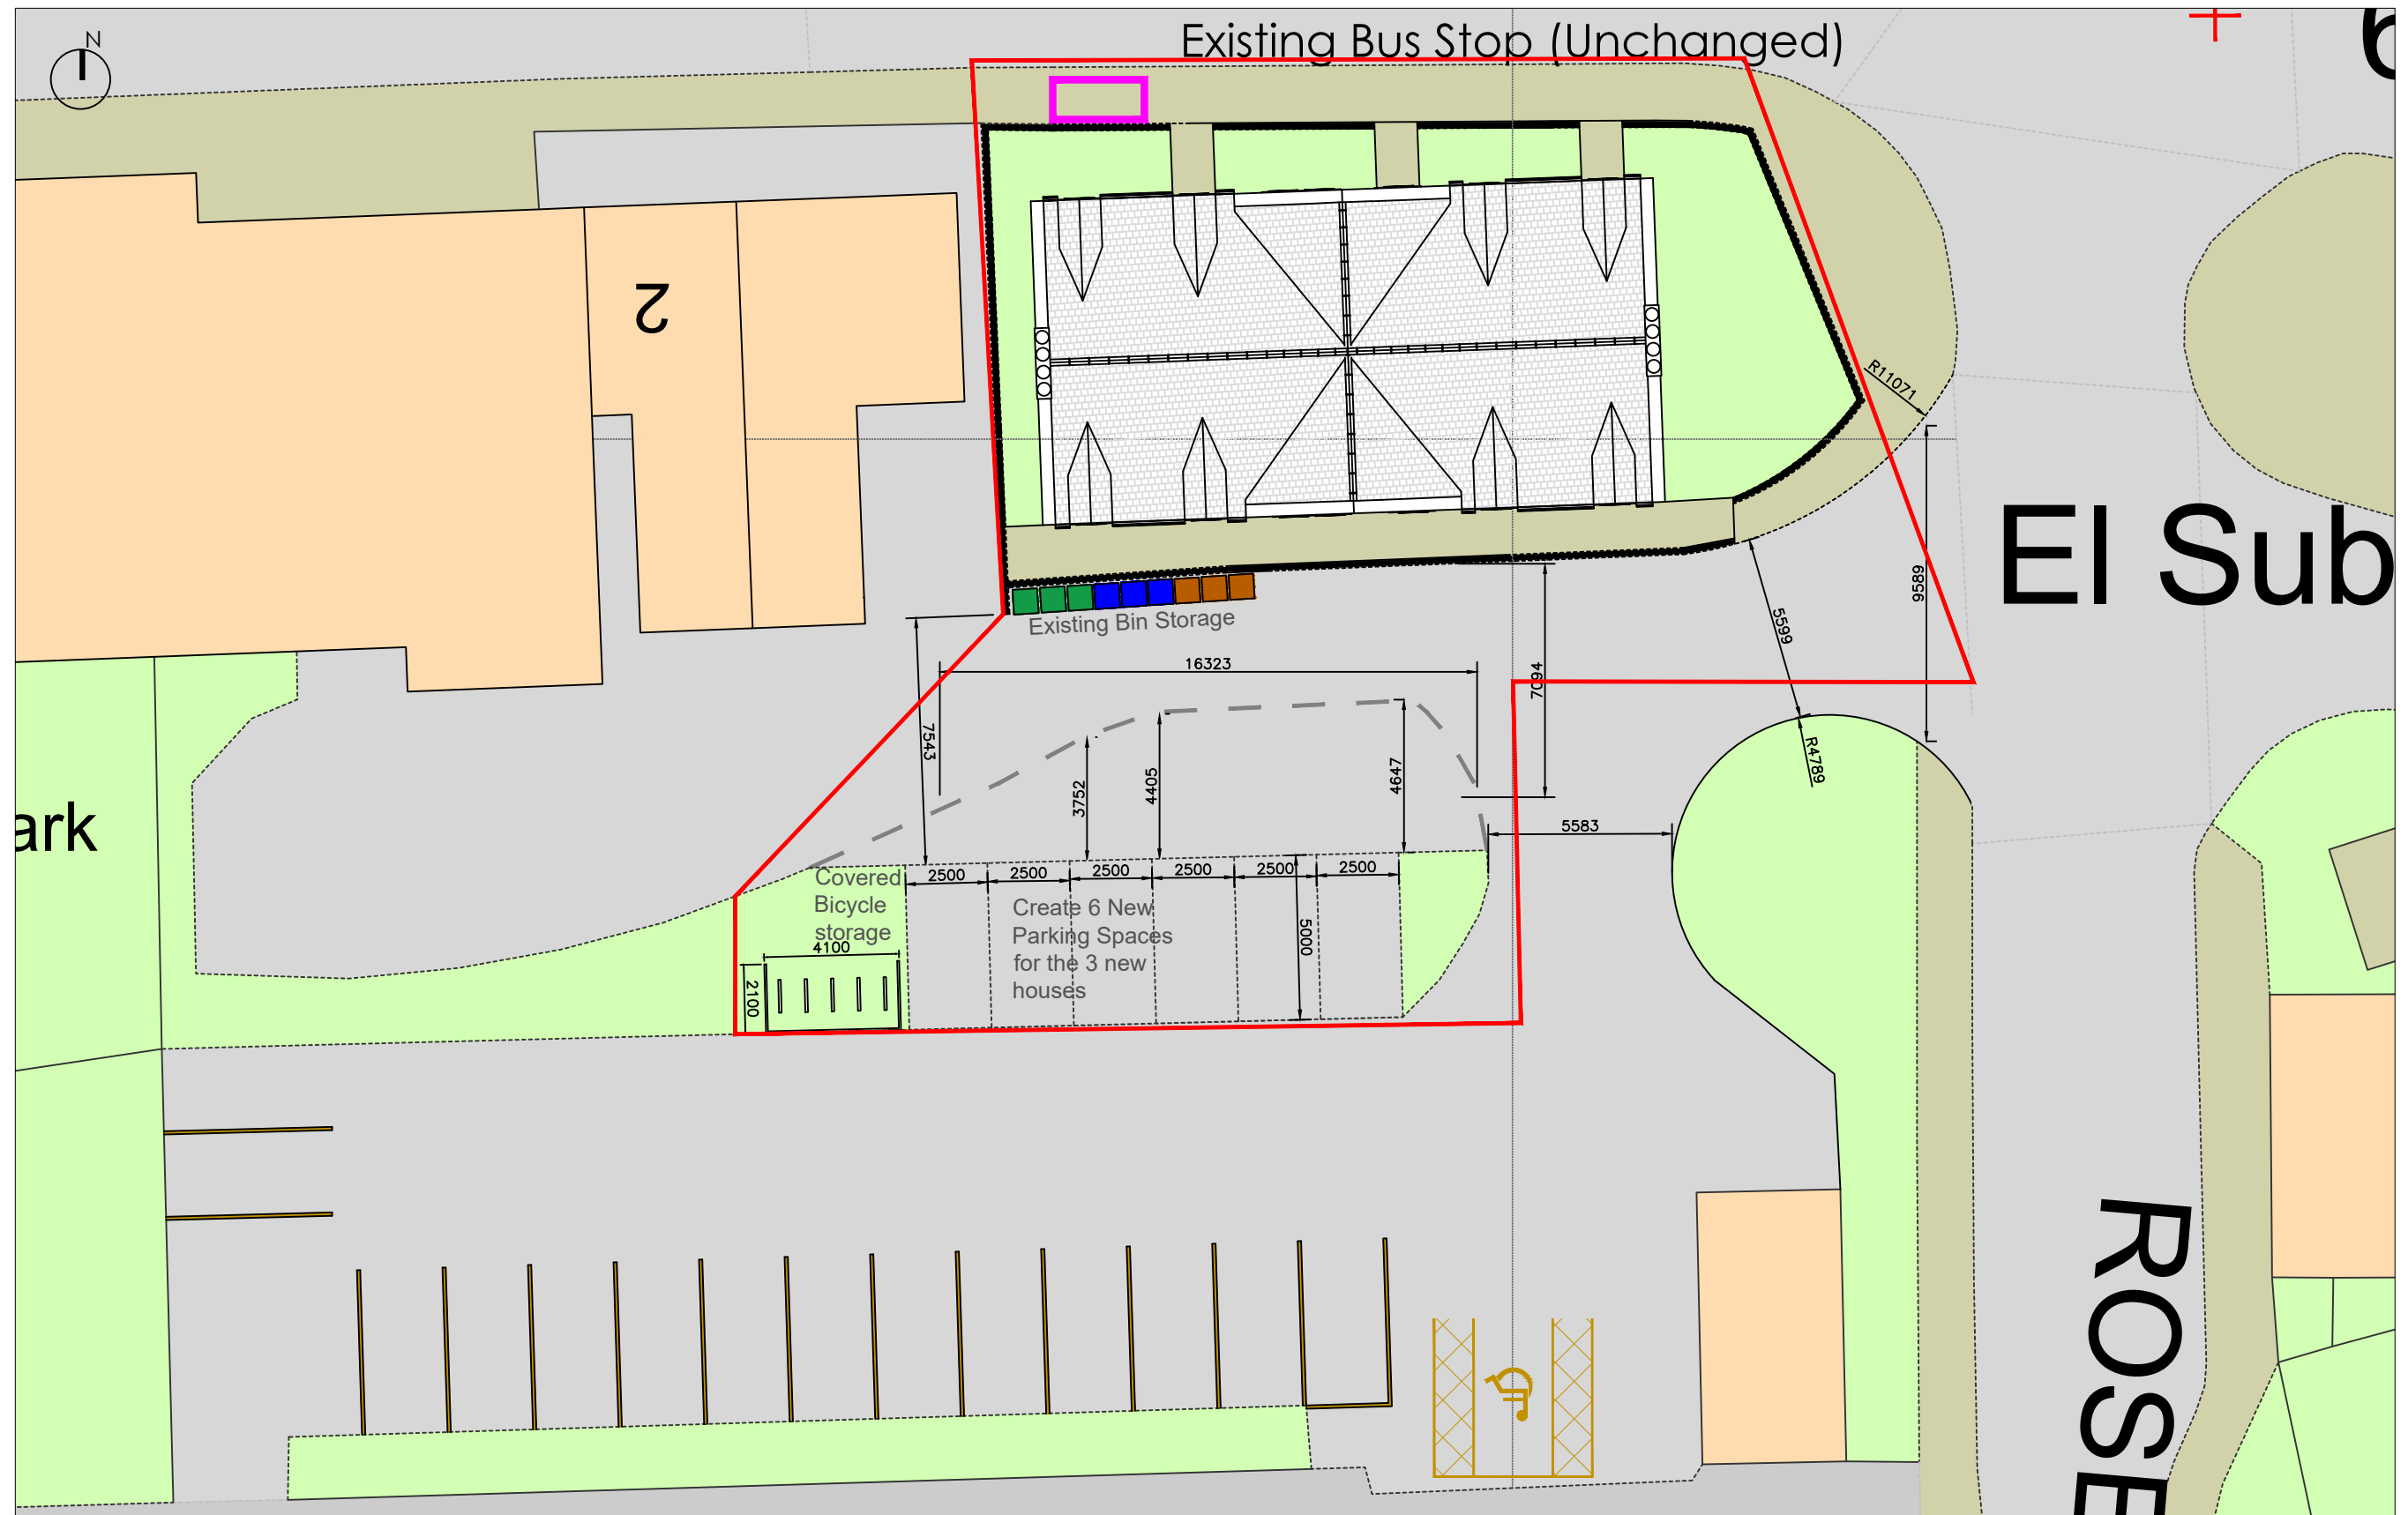 N
Existing Bus Stop (Unchanged)
6
2
R11071
El Sub
9589
5599
Existing Bin Storage
16323
7094
7543
R4789
3752
4405
4647
ark
5583
Covered
Bicycle
storage
2500
2500
2500
2500
2500
2500
Create 6 New
Parking Spaces
for the 3 new
houses
5000
4100
2100
ROSE